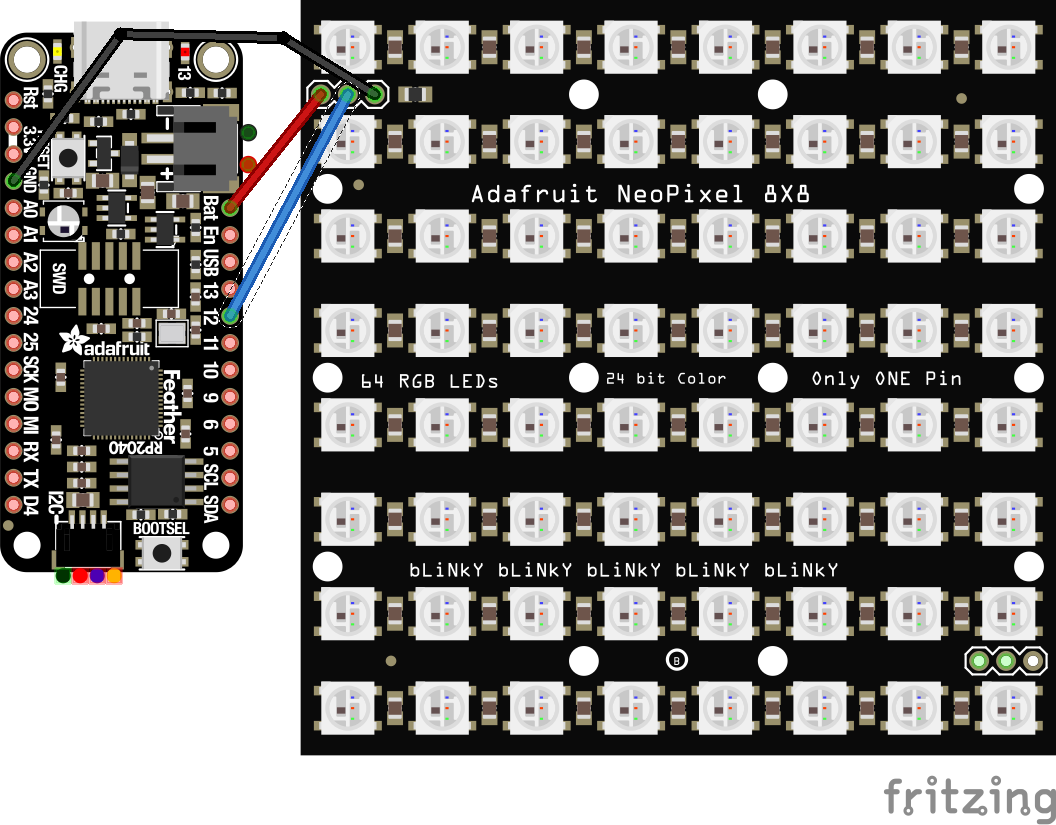 CHG
13
Rst
3.3
GND
A0
A1
A2
A3
24
25
SCK
MO
MI
RX
TX
D4
SWD
Bat
En
USB
13
12
11
10
9
6
5
SCL
SDA
adafruit
Feather
RP2040
I2C
BOOTSEL
Adafruit NeoPixel 8X8
64 RGB LEDs
24 bit Color
Only ONE Pin
bLiNkY bLiNkY bLiNkY bLiNkY bLiNkY
B
fritzing